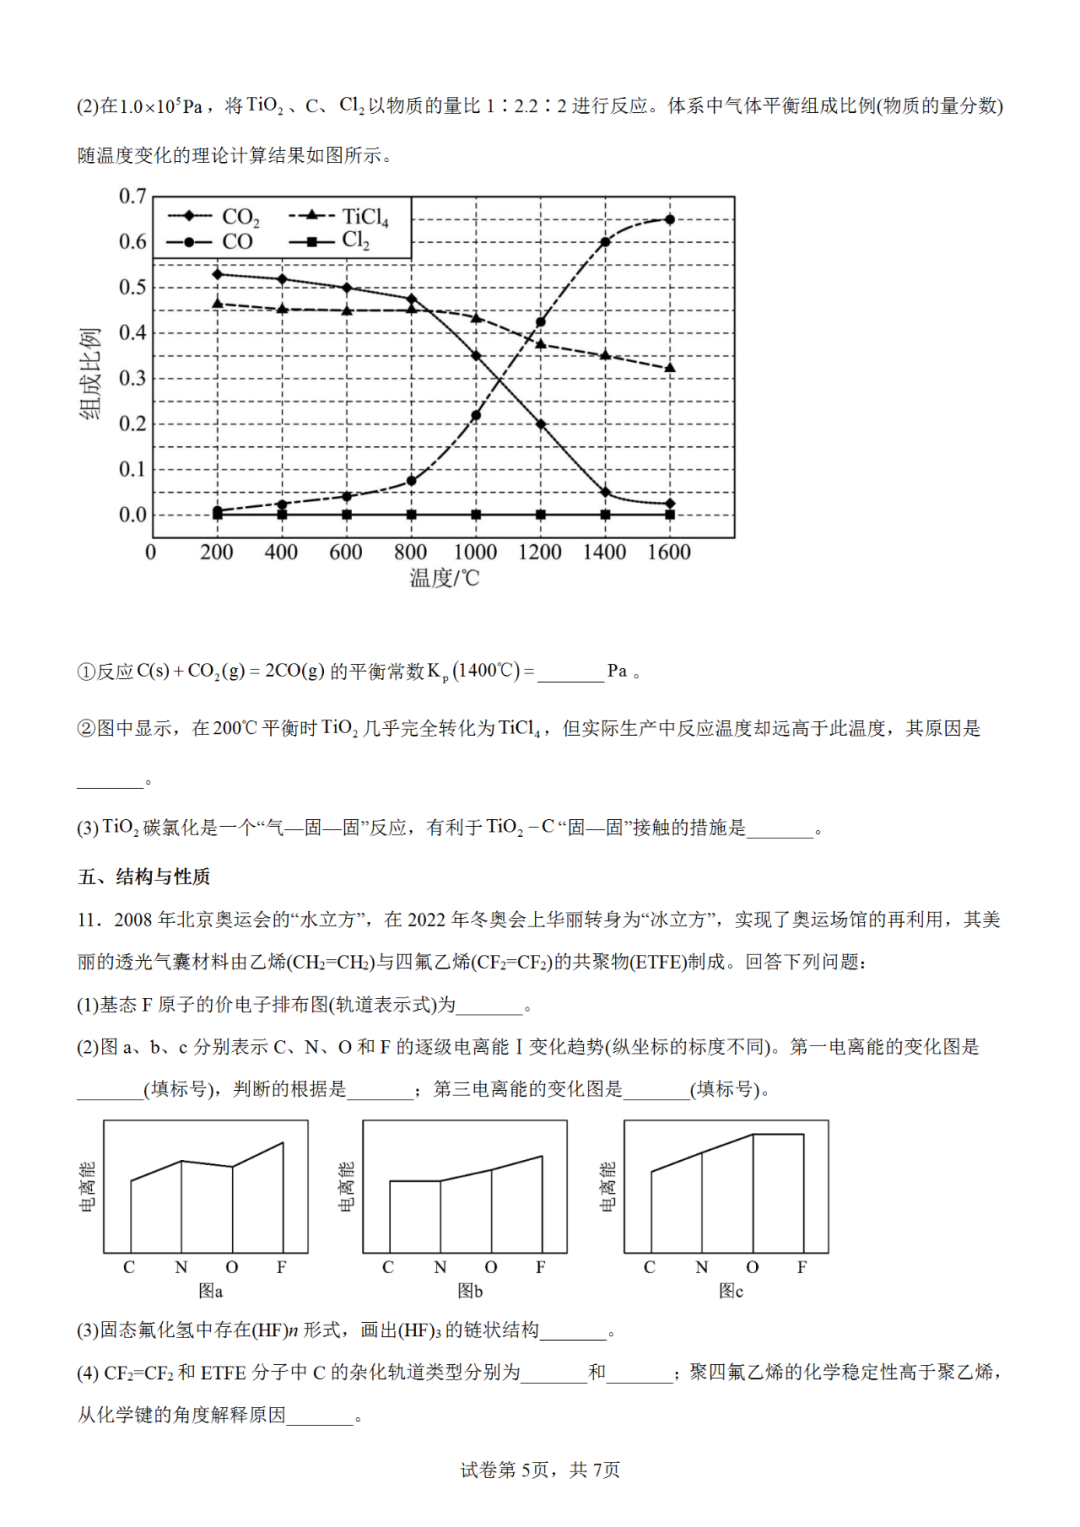 (2)在1.0×10⁵Pa，将TiO₂、C、Cl₂以物质的量比1∶2.2∶2进行反应。体系中气体平衡组成比例(物质的量分数)
随温度变化的理论计算结果如图所示。
0.7
0.6
0.5
0.4
0.3
0.2
0.1
0.0
组成比例
CO₂ TiCl₄
CO Cl₂
0 200 400 600 800 1000 1200 1400 1600
温度/℃
①反应C(s)+CO₂(g)=2CO(g)的平衡常数Kₚ(1400℃)=_______Pa。
②图中显示，在200℃平衡时TiO₂几乎完全转化为TiCl₄，但实际生产中反应温度却远高于此温度，其原因是
_______。
(3)TiO₂碳氯化是一个“气—固—固”反应，有利于TiO₂−C“固—固”接触的措施是_______。
五、结构与性质
11．2008年北京奥运会的“水立方”，在2022年冬奥会上华丽转身为“冰立方”，实现了奥运场馆的再利用，其美
丽的透光气囊材料由乙烯(CH₂=CH₂)与四氟乙烯(CF₂=CF₂)的共聚物(ETFE)制成。回答下列问题：
(1)基态F原子的价电子排布图(轨道表示式)为_______。
(2)图a、b、c分别表示C、N、O和F的逐级电离能Ⅰ变化趋势(纵坐标的标度不同)。第一电离能的变化图是
_______(填标号)，判断的根据是_______；第三电离能的变化图是_______(填标号)。
电离能
C N O F
图a
电离能
C N O F
图b
电离能
C N O F
图c
(3)固态氟化氢中存在(HF)n形式，画出(HF)₃的链状结构_______。
(4) CF₂=CF₂和ETFE分子中C的杂化轨道类型分别为_______和_______；聚四氟乙烯的化学稳定性高于聚乙烯，
从化学键的角度解释原因_______。
试卷第5页，共7页